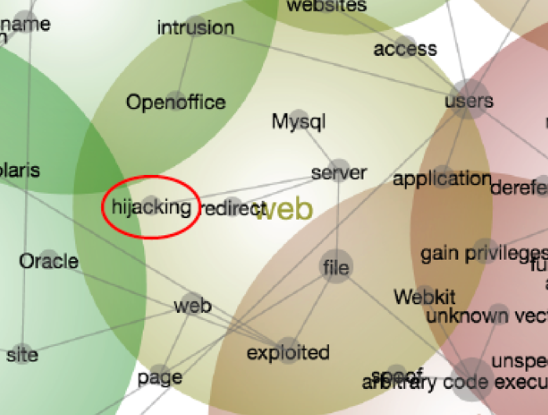 name
websites
intrusion
access
Openoffice
users
Mysql
server
application
derefe
olaris
hijacking
redirect
web
Oracle
file
gain privileges
fu
Webkit
unknown vec
web
site
exploited
unspe
page
spoof
arbitrary code execu